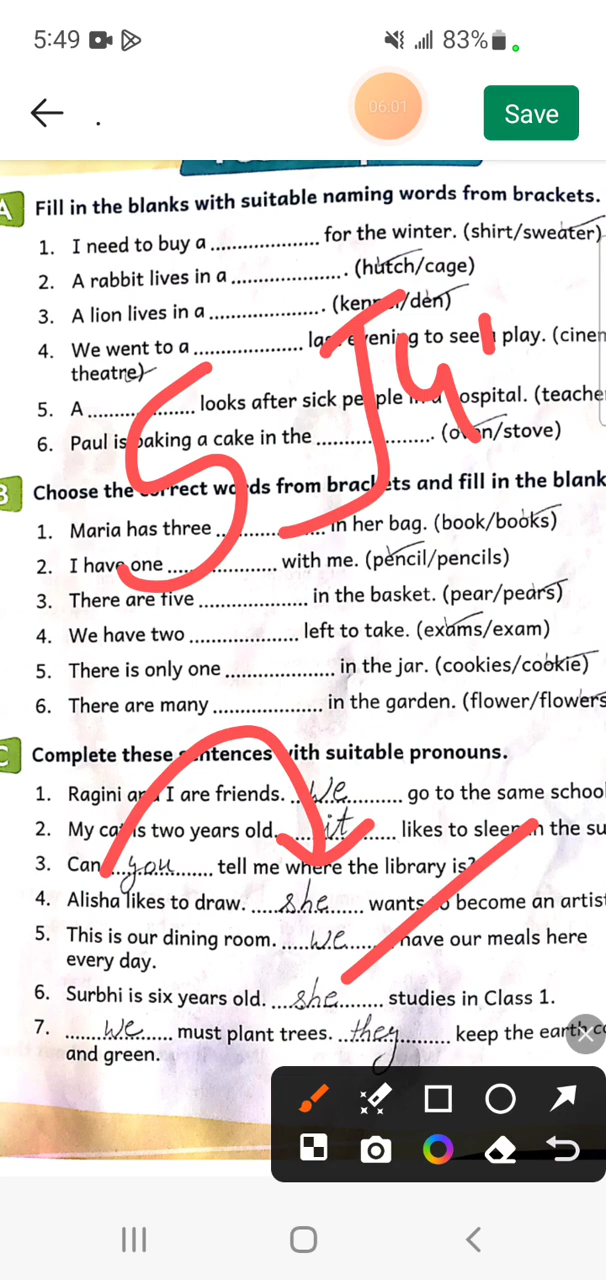 5:49 83%
. 06:01 Save
A Fill in the blanks with suitable naming words from brackets.
1. I need to buy a .................... for the winter. (shirt/sweater)
2. A rabbit lives in a .................... . (hutch/cage)
3. A lion lives in a .................... . (kennel/den)
4. We went to a .................... last evening to see a play. (cinem
theatre)
5. A .................... looks after sick people in a hospital. (teache
6. Paul is baking a cake in the .................... . (oven/stove)
B Choose the correct words from brackets and fill in the blank
1. Maria has three .................... in her bag. (book/books)
2. I have one .................... with me. (pencil/pencils)
3. There are five .................... in the basket. (pear/pears)
4. We have two .................... left to take. (exams/exam)
5. There is only one .................... in the jar. (cookies/cookie)
6. There are many .................... in the garden. (flower/flowers
C Complete these sentences with suitable pronouns.
1. Ragini and I are friends. ...We.......... go to the same schoo
2. My cat is two years old. ...it... likes to sleep in the su
3. Can ...you....... tell me where the library is?
4. Alisha likes to draw. .....she...... wants to become an artis
5. This is our dining room. .....we...... have our meals here
every day.
6. Surbhi is six years old. ....she......... studies in Class 1.
7. .......We...... must plant trees. ..they......... keep the earth co
and green.